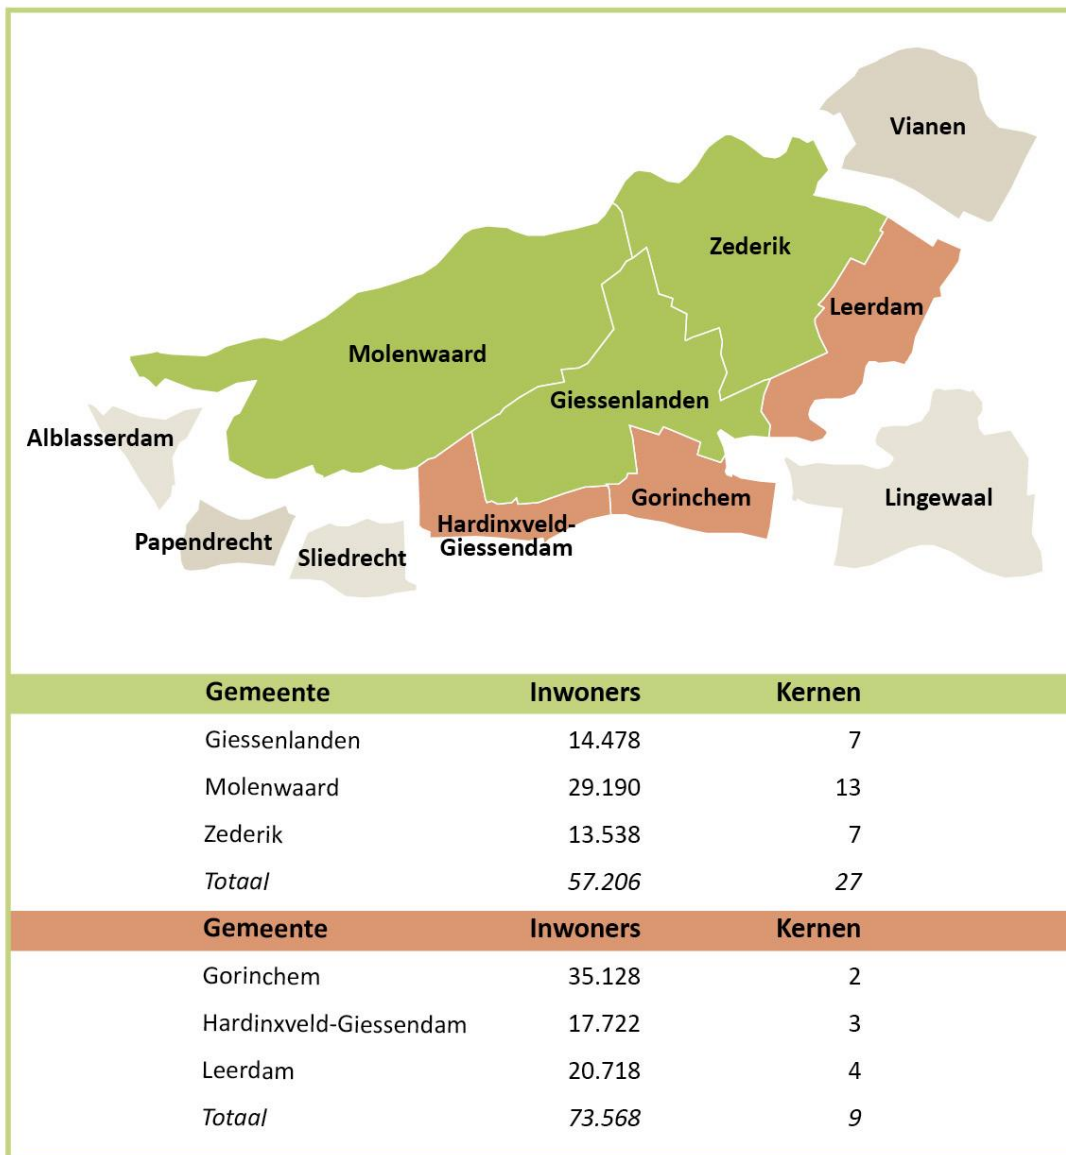 Vianen
Zederik
Leerdam
Molenwaard
Giessenlanden
Alblasserdam
Gorinchem
Lingewaal
Hardinxveld-
Giessendam
Papendrecht
Sliedrecht
Gemeente Inwoners Kernen
Giessenlanden 14.478 7
Molenwaard 29.190 13
Zederik 13.538 7
Totaal 57.206 27
Gemeente Inwoners Kernen
Gorinchem 35.128 2
Hardinxveld-Giessendam 17.722 3
Leerdam 20.718 4
Totaal 73.568 9